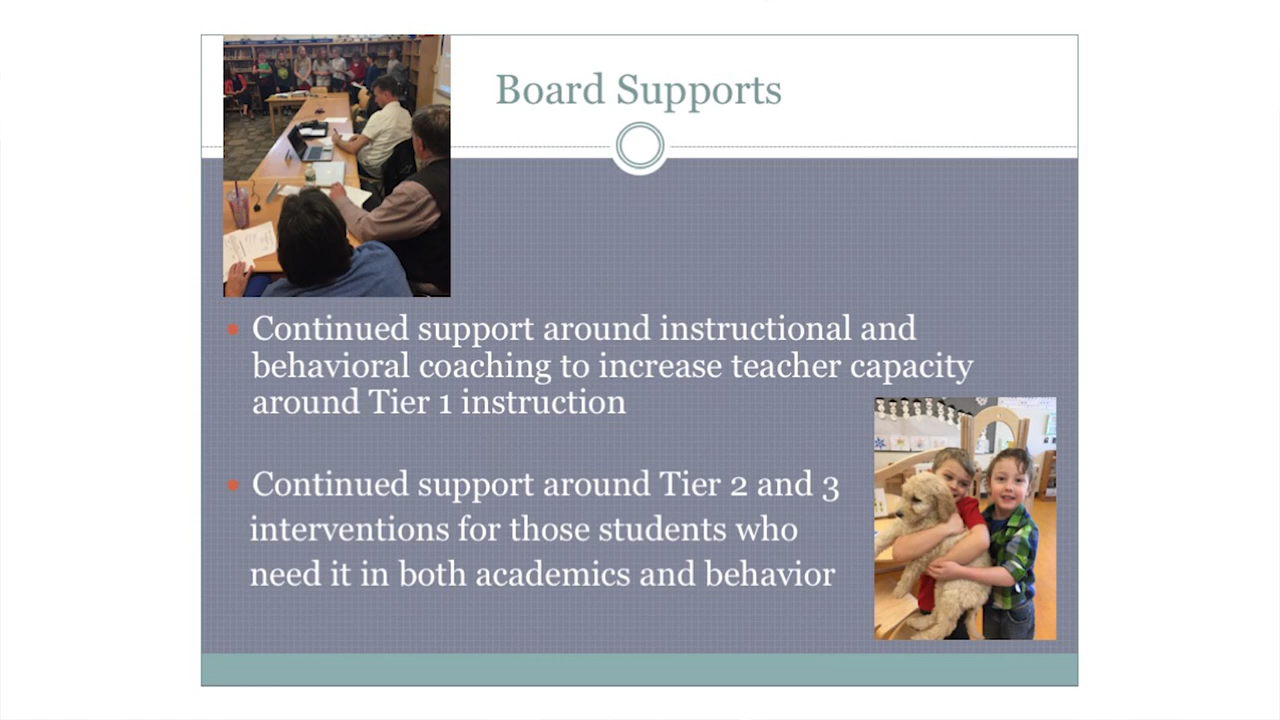 Board Supports
• Continued support around instructional and
behavioral coaching to increase teacher capacity
around Tier 1 instruction
• Continued support around Tier 2 and 3
interventions for those students who
need it in both academics and behavior